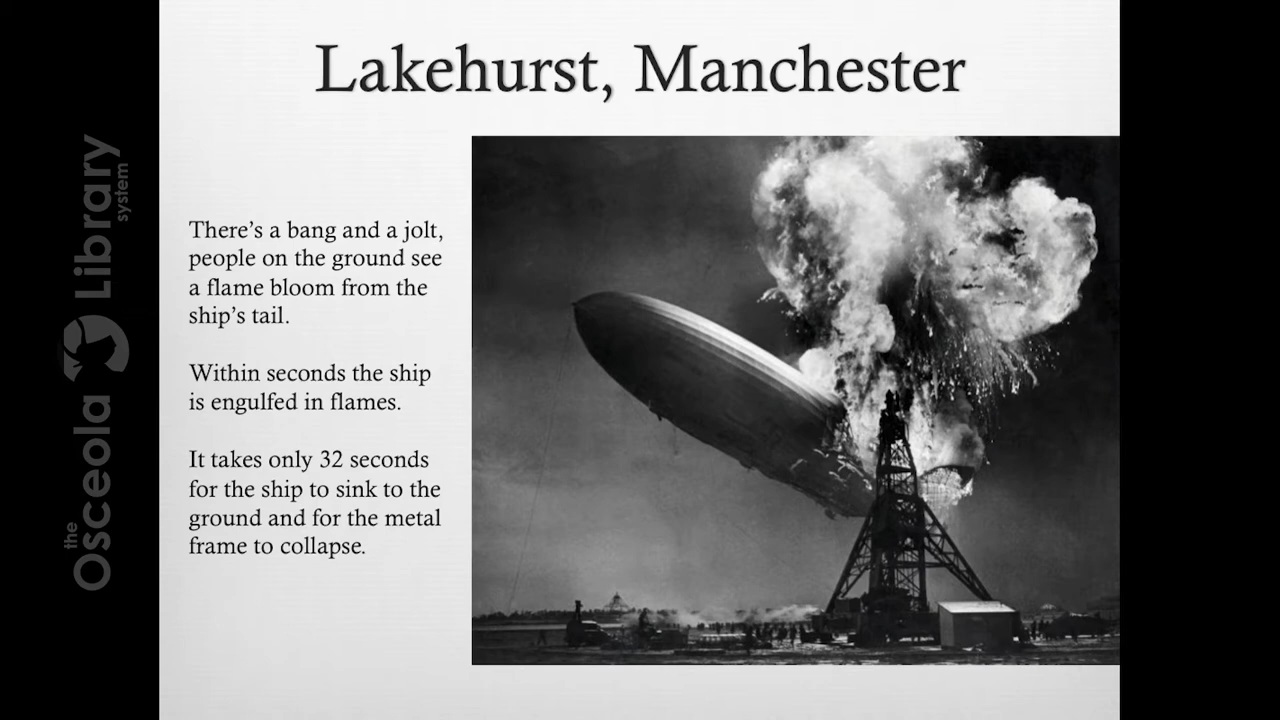 Lakehurst, Manchester
There's a bang and a jolt,
people on the ground see
a flame bloom from the
ship's tail.
Within seconds the ship
is engulfed in flames.
It takes only 32 seconds
for the ship to sink to the
ground and for the metal
frame to collapse.
the
Osceola Library
system